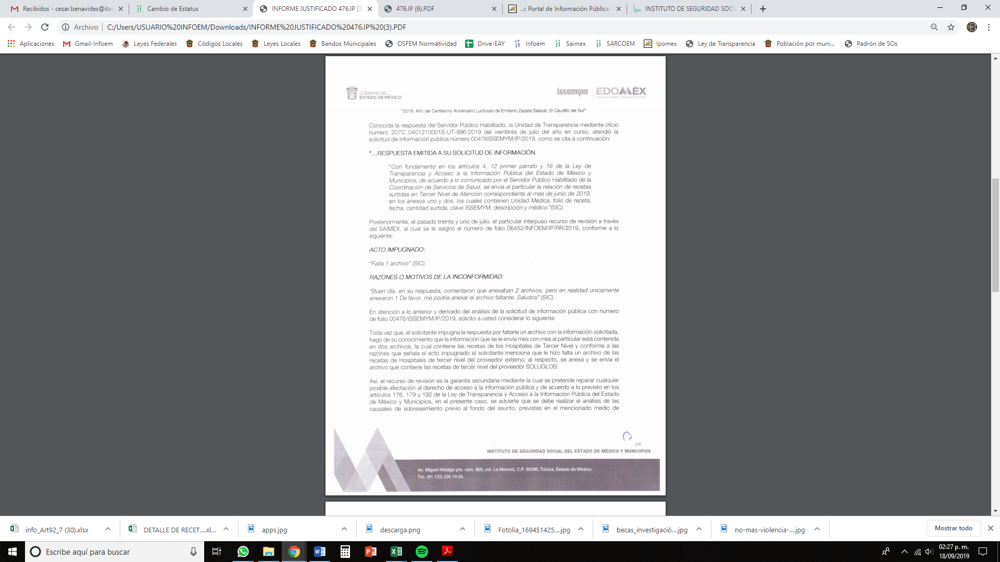 Recibidos - cesar.benavides@itai
Cambio de Estatus
INFORME JUSTIFICADO 476.IP (3
476.IP (6).PDF
..:: Portal de Información Pública
INSTITUTO DE SEGURIDAD SOCI
Archivo
C:/Users/USUARIO%20INFOEM/Downloads/INFORME%20JUSTIFICADO%20476.IP%20(3).PDF
Aplicaciones
Gmail-Infoem
Leyes Federales
Códigos Locales
Leyes Locales
Bandos Municipales
OSFEM Normatividad
Drive-EAY
Infoem
Saimex
SARCOEM
Ipomex
Ley de Transparencia
Población por muni...
Padrón de SOs
GOBIERNO DEL
ESTADO DE MÉXICO
issemym
EDOMÉX
"2019. Año del Centésimo Aniversario Luctuoso de Emiliano Zapata Salazar, El Caudillo del Sur"
Conocida la respuesta del Servidor Público Habilitado, la Unidad de Transparencia mediante oficio
número 207C 0401210001S-UT-996/2019 del veintitrés de julio del año en curso, atendió la
solicitud de información pública número 00476ISSEMYM/IP/2019, como se cita a continuación:
"...RESPUESTA EMITIDA A SU SOLICITUD DE INFORMACIÓN
"Con fundamento en los artículos 4, 12 primer párrafo y 16 de la Ley de
Transparencia y Acceso a la Información Pública del Estado de México y
Municipios, de acuerdo a lo comunicado por el Servidor Público Habilitado de la
Coordinación de Servicios de Salud, se envía al particular la relación de recetas
surtidas en Tercer Nivel de Atención correspondiente al mes de junio de 2019,
en los anexos uno y dos, los cuales contienen Unidad Médica, folio de receta,
fecha, cantidad surtida, clave ISSEMYM, descripción y médico."(SIC)
Posteriormente, el pasado treinta y uno de julio, el particular interpuso recurso de revisión a través
del SAIMEX, al cual se le asignó el número de folio 06452/INFOEM/IP/RR/2019, conforme a lo
siguiente:
ACTO IMPUGNADO:
"Falta 1 archivo" (SIC).
RAZONES O MOTIVOS DE LA INCONFORMIDAD:
"Buen día, en su respuesta, comentaron que anexaban 2 archivos, pero en realidad únicamente
anexaron 1 De favor, me podría anexar el archivo faltante. Saludos" (SIC).
En atención a lo anterior y derivado del análisis de la solicitud de información pública con número
de folio 00476/ISSEMYM/IP/2019, solicito a usted considerar lo siguiente:
Toda vez que, el solicitante impugna la respuesta por faltarle un archivo con la información solicitada,
hago de su conocimiento que la información que se le envía mes con mes al particular está contenida
en dos archivos, la cual contiene las recetas de los Hospitales de Tercer Nivel y conforme a las
razones que señala el acto impugnado el solicitante menciona que le hizo falta un archivo de las
recetas de Hospitales de tercer nivel del proveedor externo, al respecto, se anexa y se envía el
archivo que contiene las recetas de tercer nivel del proveedor SOLUGLOB.
Así, el recurso de revisión es la garantía secundaria mediante la cual se pretende reparar cualquier
posible afectación al derecho de acceso a la información pública y de acuerdo a lo previsto en los
artículos 176, 179 y 192 de la Ley de Transparencia y Acceso a la Información Pública del Estado
de México y Municipios, en el presente caso, se advierte que se debe realizar el análisis de las
causales de sobreseimiento previo al fondo del asunto, previstas en el mencionado medio de
2/4
INSTITUTO DE SEGURIDAD SOCIAL DEL ESTADO DE MÉXICO Y MUNICIPIOS
Av. Miguel Hidalgo pte. núm. 600, col. La Merced, C.P. 50080, Toluca, Estado de México.
Tel.: (01 722) 226 19 00.
info_Art92_7 (30).xlsx
DETALLE DE RECET....xl...
apps.jpg
descarga.png
Fotolia_169451425....jpg
becas_investigació....jpg
no-mas-violencia-....jpg
Mostrar todo
Escribe aquí para buscar
02:27 p. m.
18/09/2019